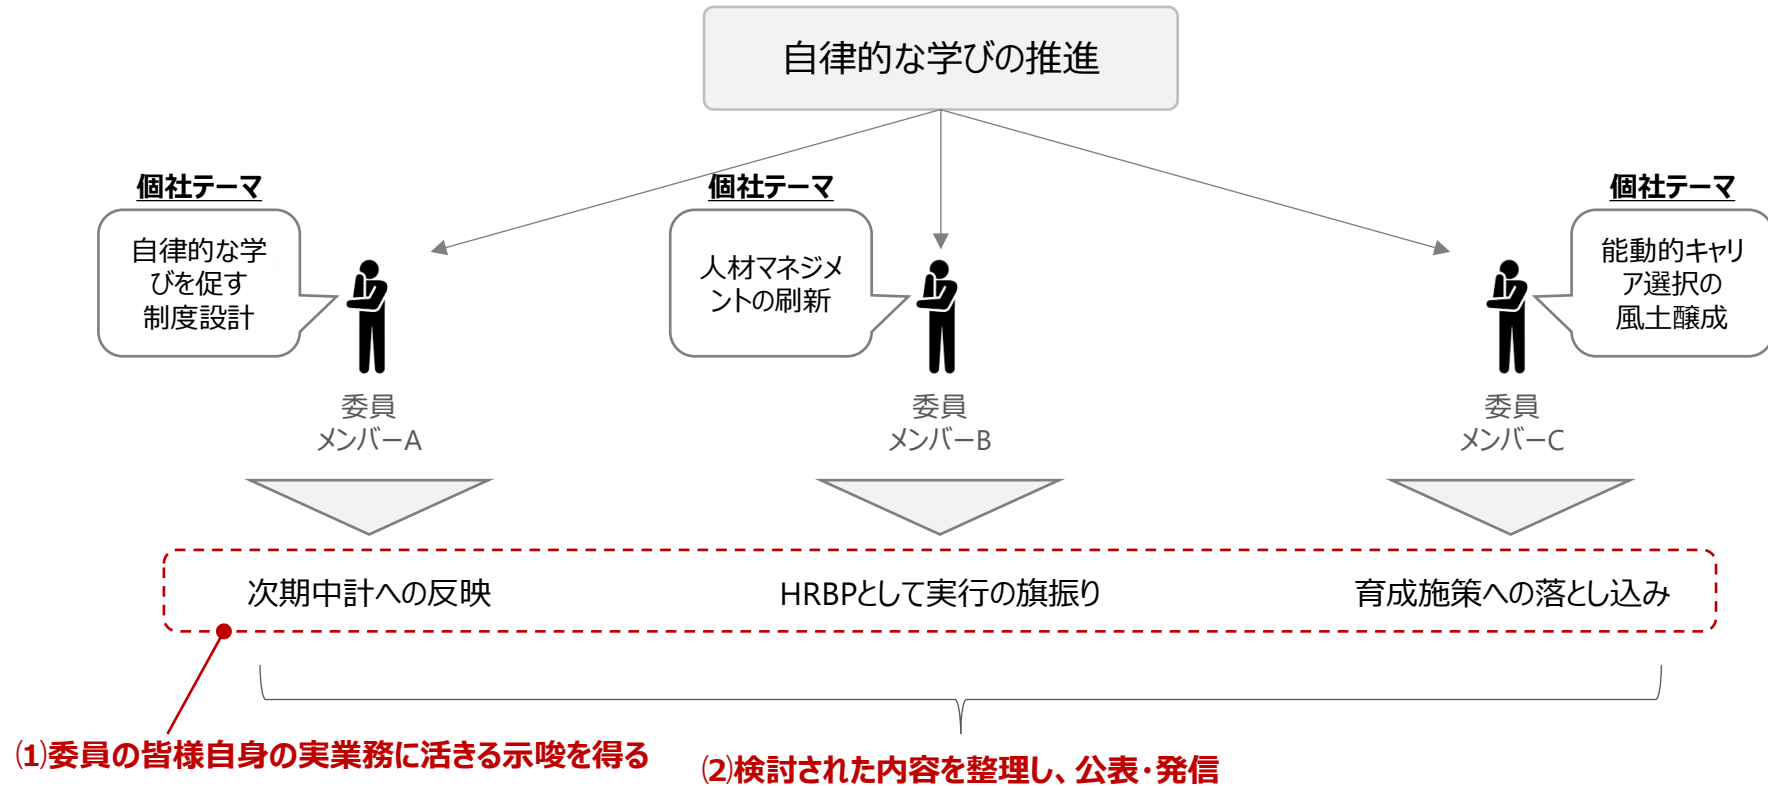 自律的な学びの推進
個社テーマ
自律的な学
びを促す
制度設計
委員
メンバーA
個社テーマ
人材マネジメ
ントの刷新
委員
メンバーB
個社テーマ
能動的キャリ
ア選択の
風土醸成
委員
メンバーC
次期中計への反映
HRBPとして実行の旗振り
育成施策への落とし込み
⑴委員の皆様自身の実業務に活きる示唆を得る
⑵検討された内容を整理し、公表・発信